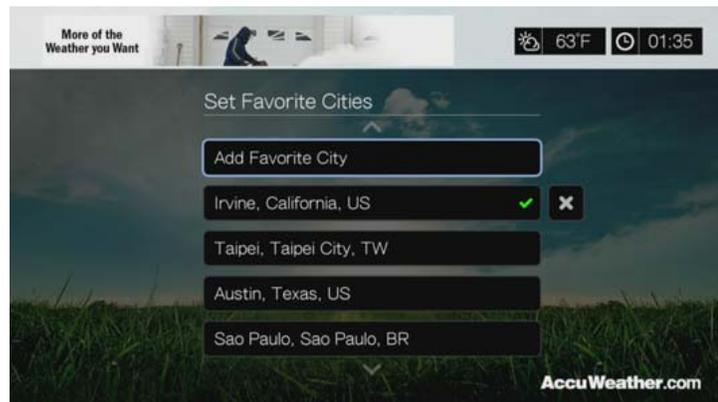 More of the
Weather you Want
63°F
01:35
Set Favorite Cities
Add Favorite City
Irvine, California, US
Taipei, Taipei City, TW
Austin, Texas, US
Sao Paulo, Sao Paulo, BR
AccuWeather.com